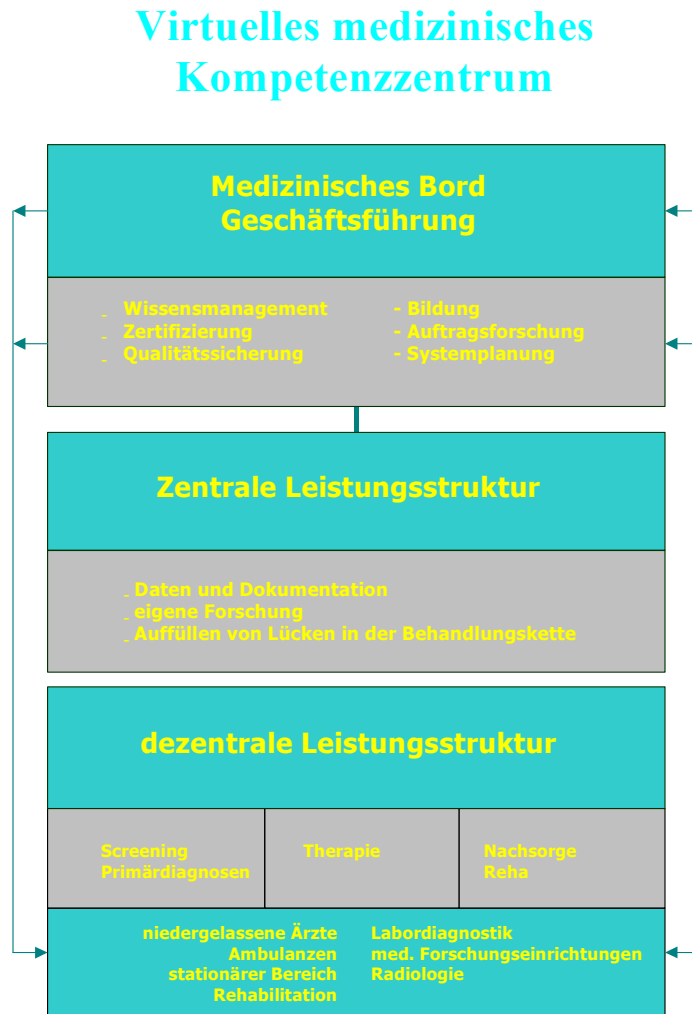 Virtuelles medizinisches
Kompetenzzentrum
Medizinisches Bord
Geschäftsführung
_ Wissensmanagement
_ Zertifizierung
_ Qualitätssicherung
- Bildung
- Auftragsforschung
- Systemplanung
Zentrale Leistungsstruktur
_ Daten und Dokumentation
_ eigene Forschung
_ Auffüllen von Lücken in der Behandlungskette
dezentrale Leistungsstruktur
Screening
Primärdiagnosen
Therapie
Nachsorge
Reha
niedergelassene Ärzte
Ambulanzen
stationärer Bereich
Rehabilitation
Labordiagnostik
med. Forschungseinrichtungen
Radiologie